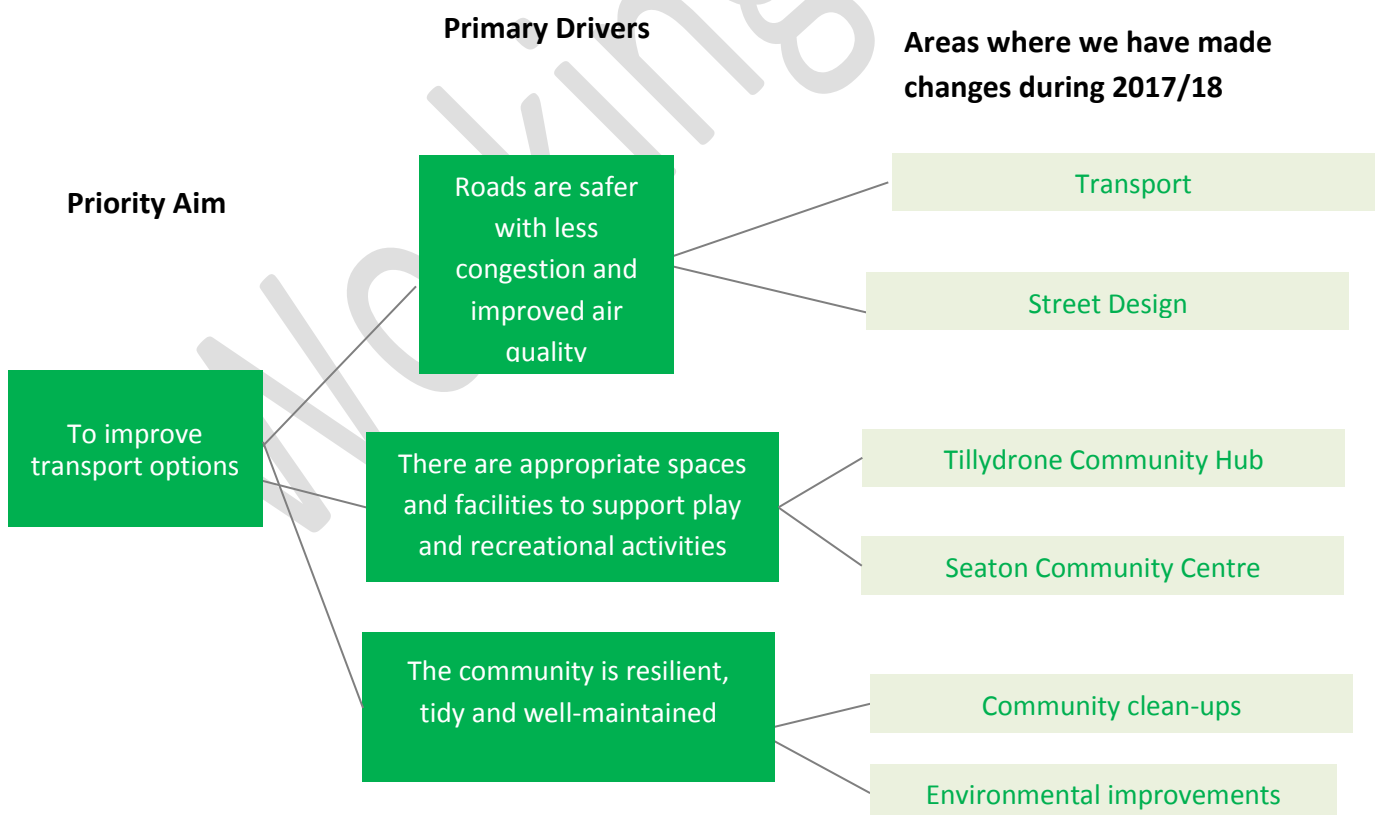 Primary Drivers
Areas where we have made
changes during 2017/18
Priority Aim
Roads are safer
with less
congestion and
improved air
quality
Transport
Street Design
To improve
transport options
There are appropriate spaces
and facilities to support play
and recreational activities
Tillydrone Community Hub
Seaton Community Centre
The community is resilient,
tidy and well-maintained
Community clean-ups
Environmental improvements
Working